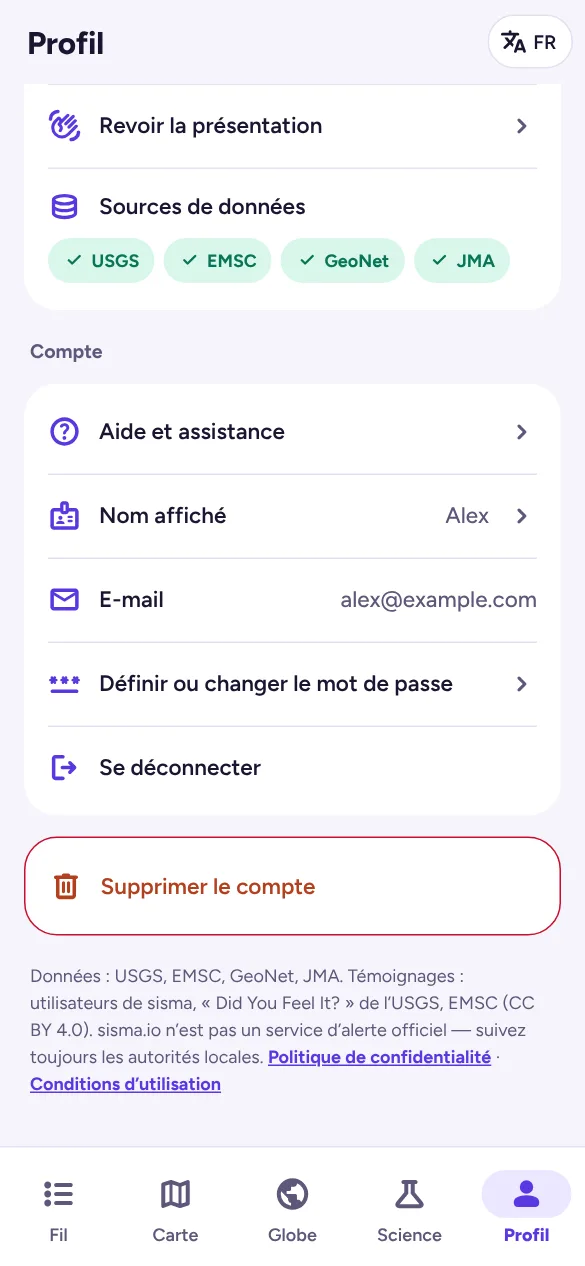 Profil
FR
Revoir la présentation
Sources de données
USGS
EMSC
GeoNet
JMA
Compte
Aide et assistance
Nom affiché
Alex
E-mail
alex@example.com
Définir ou changer le mot de passe
Se déconnecter
Supprimer le compte
Données : USGS, EMSC, GeoNet, JMA. Témoignages :
utilisateurs de sisma, « Did You Feel It? » de l’USGS, EMSC (CC
BY 4.0). sisma.io n’est pas un service d’alerte officiel — suivez
toujours les autorités locales. Politique de confidentialité ·
Conditions d’utilisation
Fil
Carte
Globe
Science
Profil